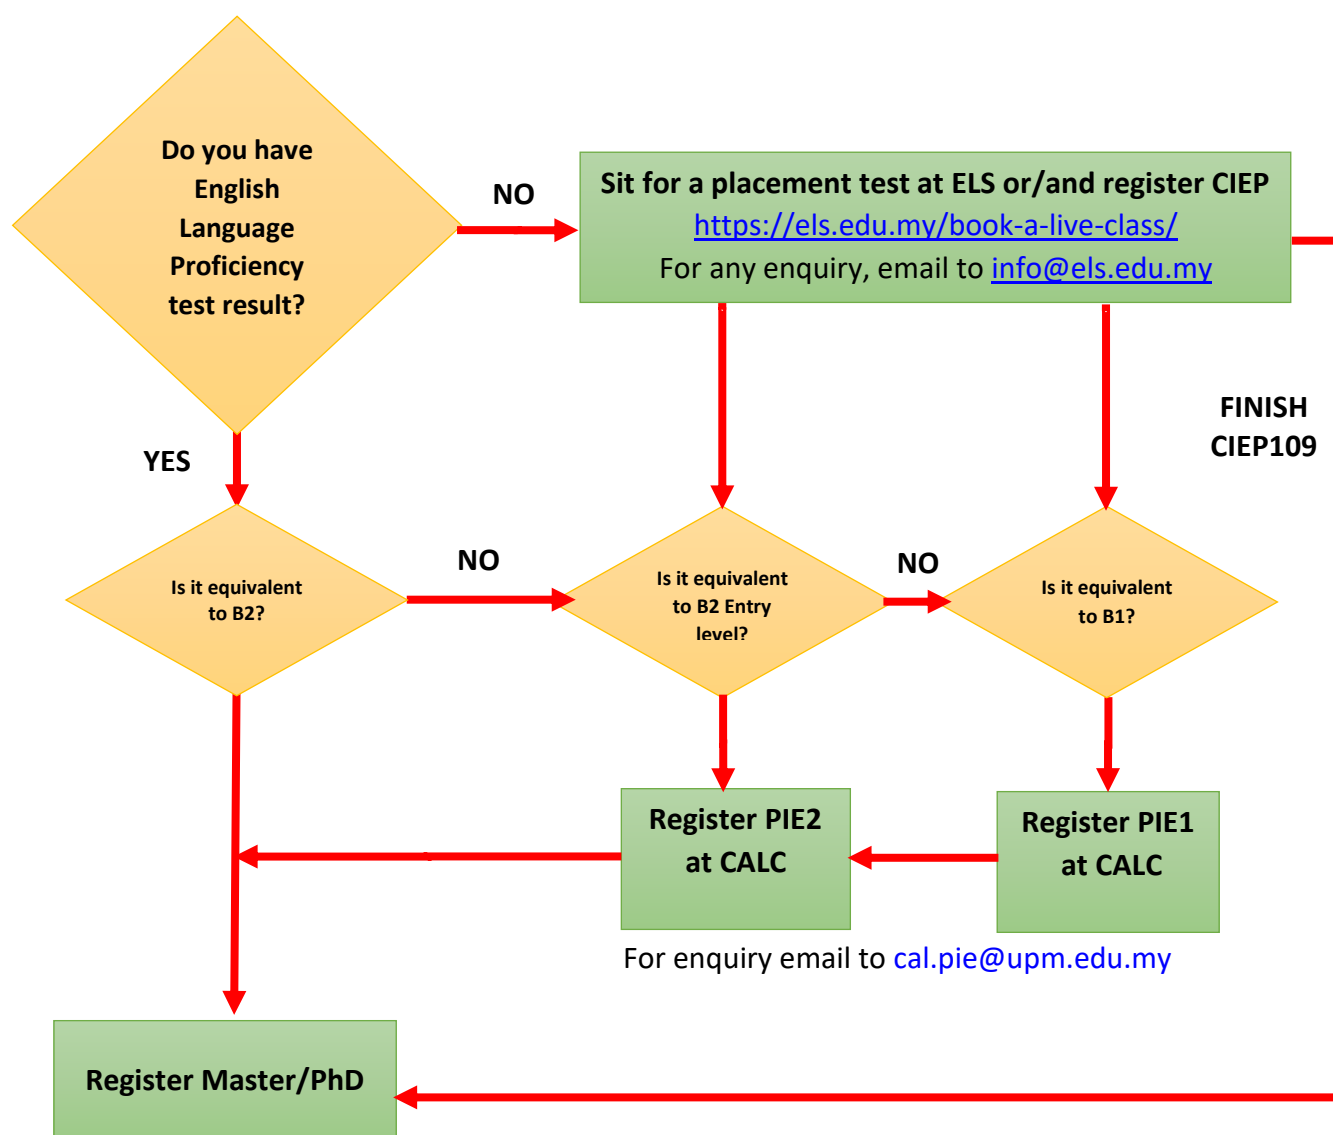 Do you have
English
Language
Proficiency
test result?
NO
Sit for a placement test at ELS or/and register CIEP
https://els.edu.my/book-a-live-class/
For any enquiry, email to info@els.edu.my
FINISH
CIEP109
YES
Is it equivalent
to B2?
NO
Is it equivalent
to B2 Entry
level?
NO
Is it equivalent
to B1?
Register PIE2
at CALC
Register PIE1
at CALC
For enquiry email to cal.pie@upm.edu.my
Register Master/PhD